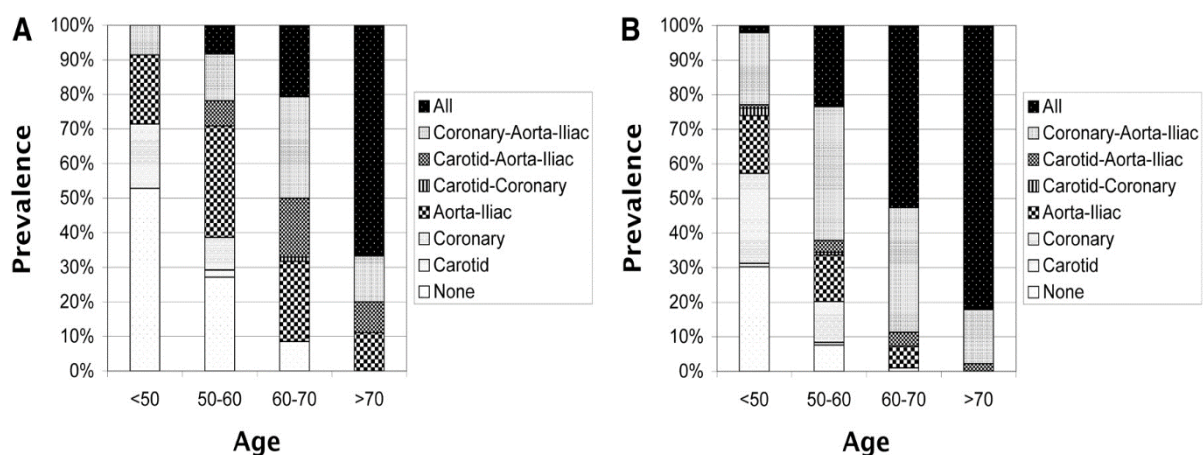 A
Prevalence
100%
90%
80%
70%
60%
50%
40%
30%
20%
10%
0%
<50 50-60 60-70 >70
Age
All
Coronary-Aorta-Iliac
Carotid-Aorta-Iliac
Carotid-Coronary
Aorta-Iliac
Coronary
Carotid
None
B
Prevalence
100%
90%
80%
70%
60%
50%
40%
30%
20%
10%
0%
<50 50-60 60-70 >70
Age
All
Coronary-Aorta-Iliac
Carotid-Aorta-Iliac
Carotid-Coronary
Aorta-Iliac
Coronary
Carotid
None